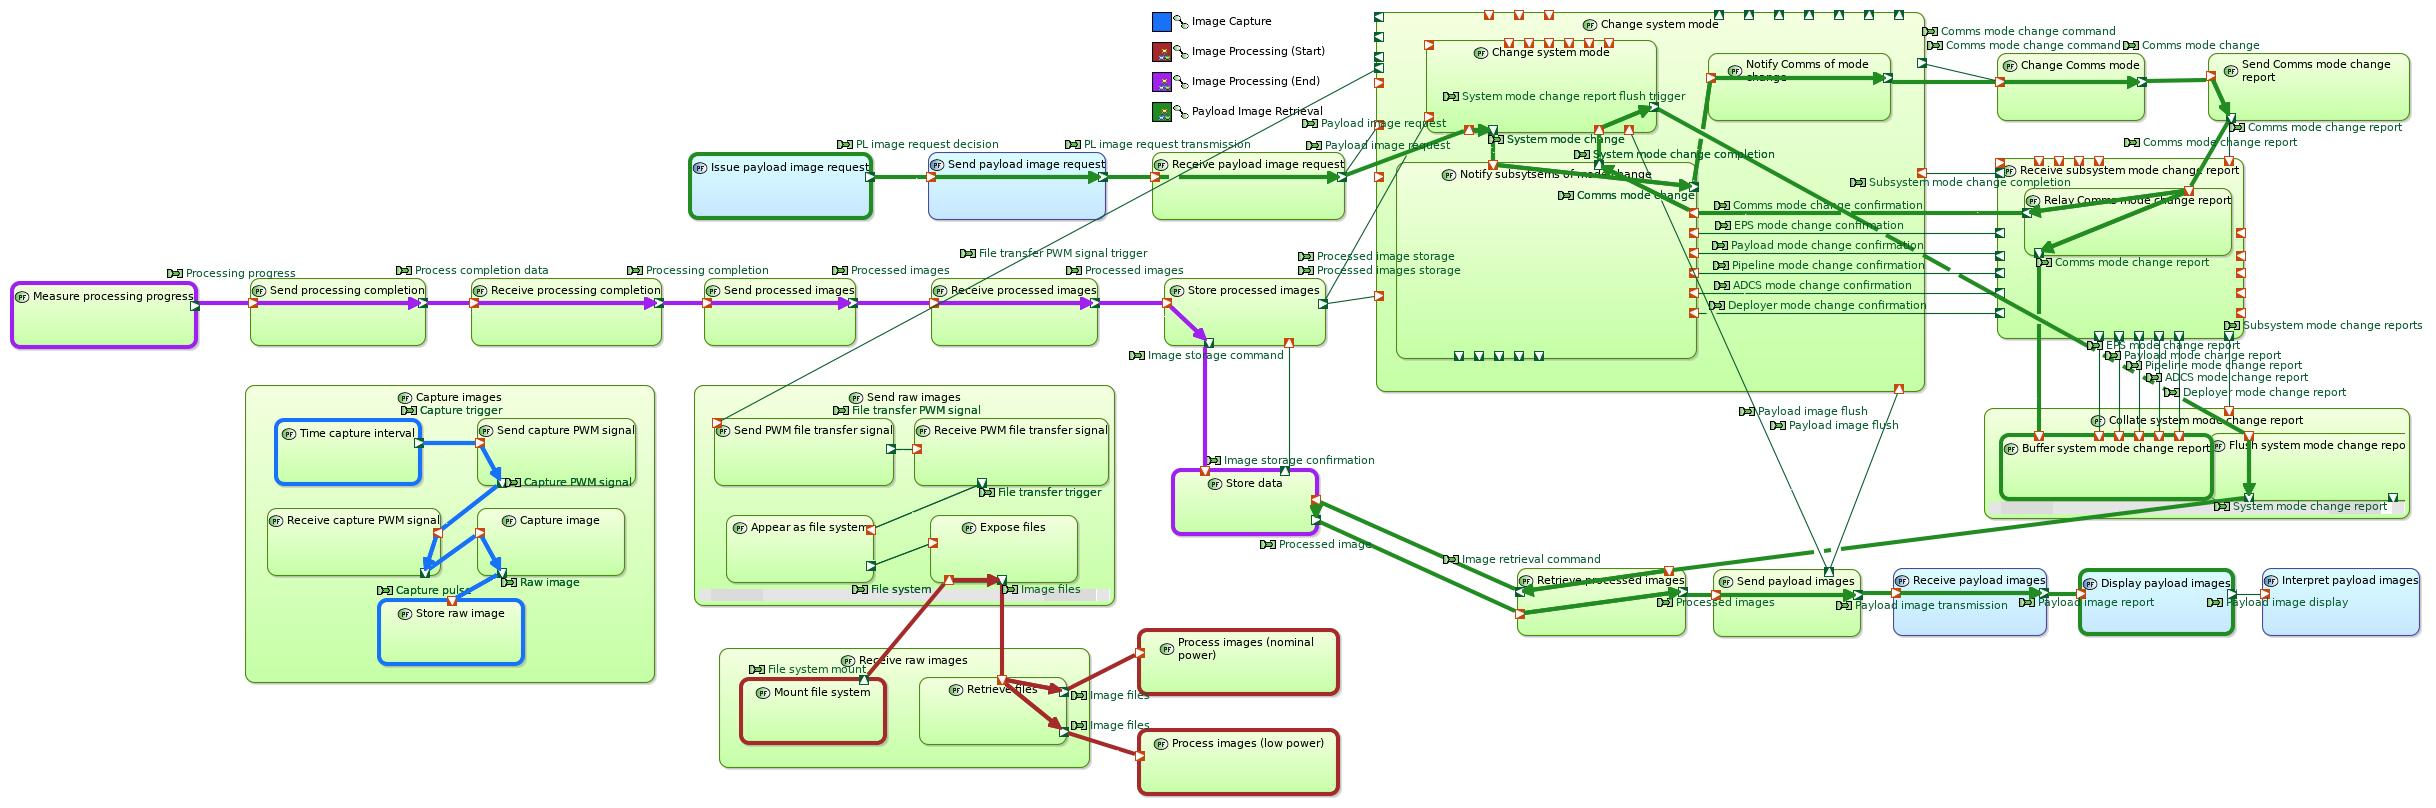 Image Capture
Image Processing (Start)
Image Processing (End)
Payload Image Retrieval
PL image request decision
PL image request transmission
Payload image request
Payload image request
Issue payload image request
Send payload image request
Receive payload image request
Change system mode
Change system mode
System mode change report flush trigger
System mode change
System mode change completion
Notify subsytsems of mode change
Comms mode change
Notify Comms of mode
change
Comms mode change command
Comms mode change command
Comms mode change
Change Comms mode
Send Comms mode change
report
Comms mode change report
Comms mode change report
Receive subsystem mode change report
Subsystem mode change completion
Relay Comms mode change report
Comms mode change confirmation
EPS mode change confirmation
Payload mode change confirmation
Pipeline mode change confirmation
ADCS mode change confirmation
Deployer mode change confirmation
Comms mode change report
Subsystem mode change reports
EPS mode change report
Payload mode change report
Pipeline mode change report
ADCS mode change report
Deployer mode change report
Collate system mode change report
Buffer system mode change report
Flush system mode change repo
System mode change report
Processing progress
Process completion data
Processing completion
Processed images
File transfer PWM signal trigger
Processed images
Processed images storage
Processed images storage
Measure processing progress
Send processing completion
Receive processing completion
Send processed images
Receive processed images
Store processed images
Image storage command
Image storage confirmation
Store data
Processed image
Image retrieval command
Payload image flush
Payload image flush
Retrieve processed images
Processed images
Send payload images
Payload image transmission
Receive payload images
Payload image report
Display payload images
Payload image display
Interpret payload images
Capture images
Capture trigger
Time capture interval
Send capture PWM signal
Capture PWM signal
Receive capture PWM signal
Capture image
Capture pulse
Raw image
Store raw image
Send raw images
File transfer PWM signal
Send PWM file transfer signal
Receive PWM file transfer signal
File transfer trigger
Appear as file system
Expose files
File system
Image files
Receive raw images
File system mount
Mount file system
Retrieve files
Image files
Image files
Process images (nominal
power)
Process images (low power)